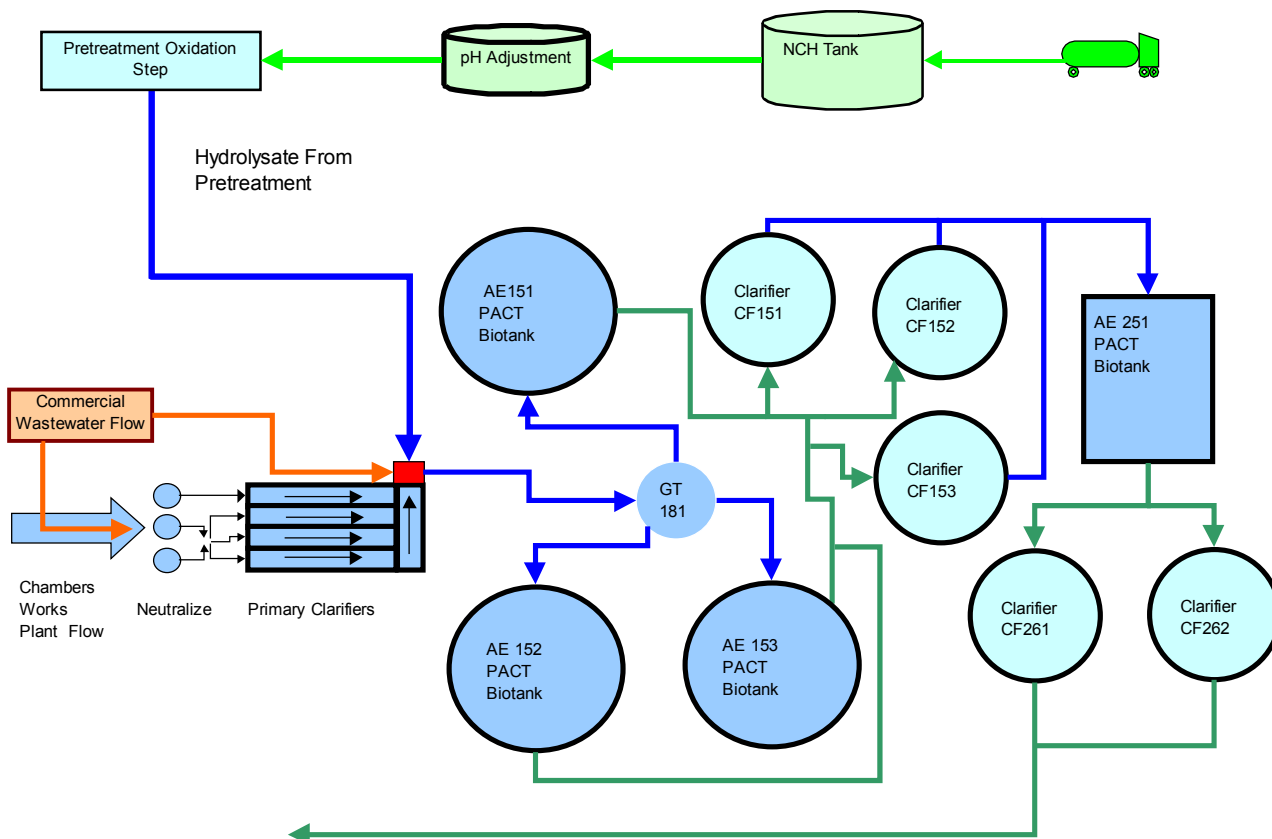 Pretreatment Oxidation
Step
pH Adjustment
NCH Tank
Hydrolysate From
Pretreatment
AE151
PACT
Biotank
Clarifier
CF151
Clarifier
CF152
AE 251
PACT
Biotank
Commercial
Wastewater Flow
Clarifier
CF153
GT
181
Chambers
Works
Plant Flow
Neutralize
Primary Clarifiers
AE 152
PACT
Biotank
AE 153
PACT
Biotank
Clarifier
CF261
Clarifier
CF262